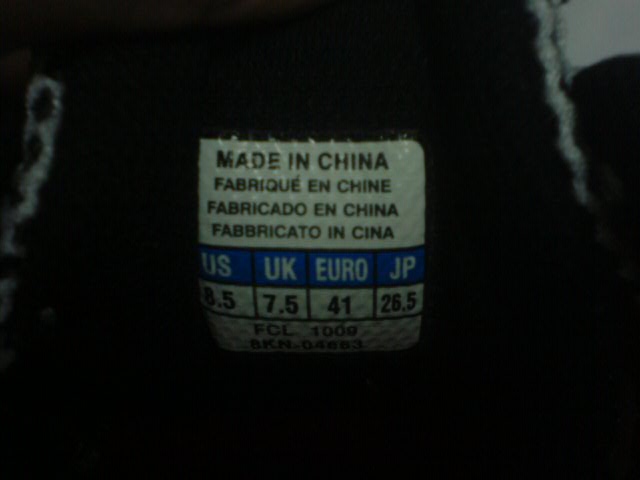 MADE IN CHINA
FABRIQUÉ EN CHINE
FABRICADO EN CHINA
FABBRICATO IN CINA
US UK EURO JP
8.5 7.5 41 26.5
FCL 1009